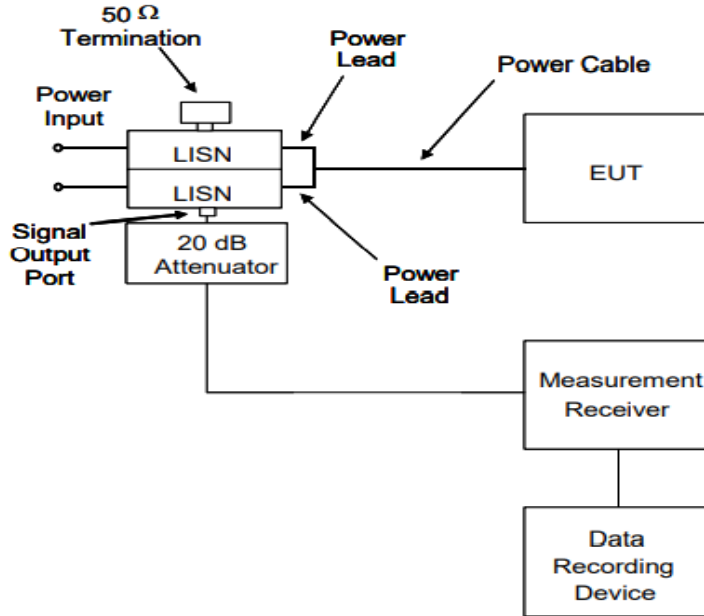 50 Ω
Termination
Power
Lead
Power Cable
Power
Input
LISN
LISN
EUT
Signal
Output
Port
20 dB
Attenuator
Power
Lead
Measurement
Receiver
Data
Recording
Device